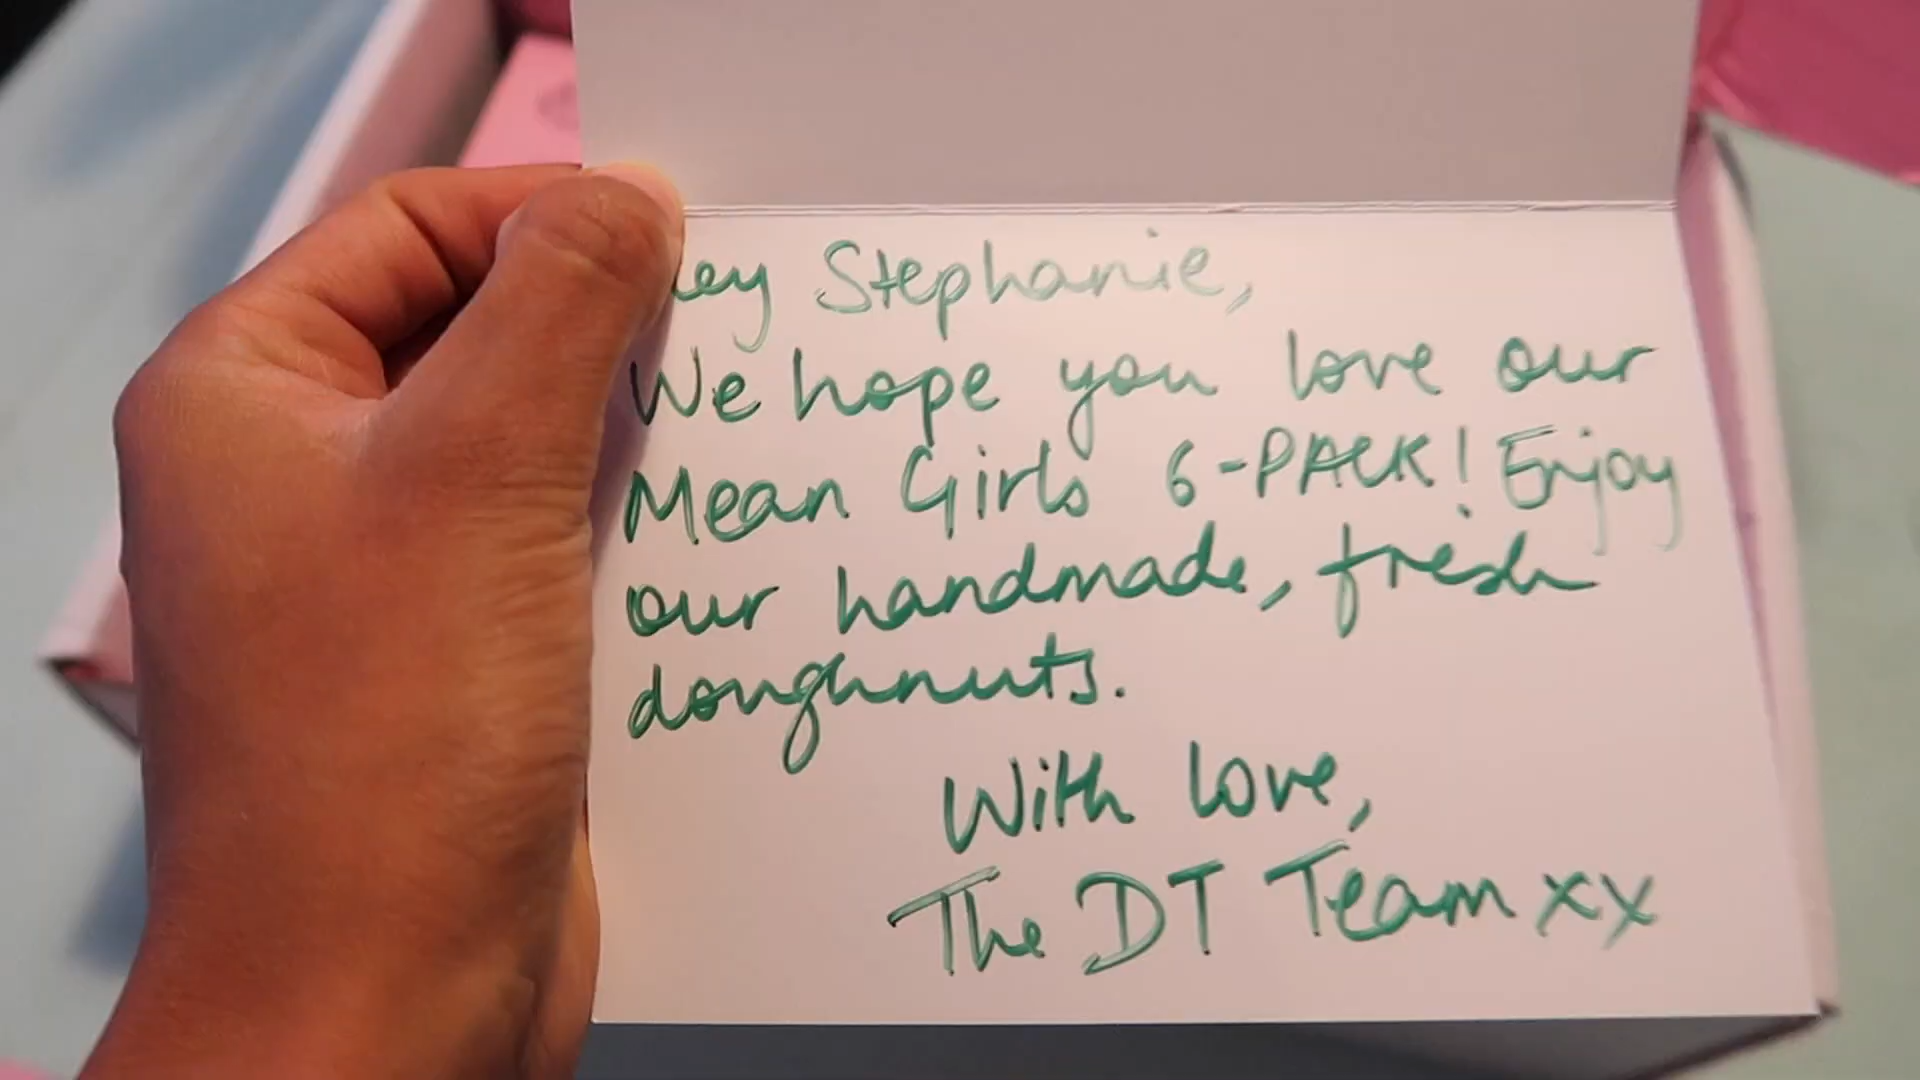 Hey Stephanie,
We hope you love our
Mean Girls 6-PACK! Enjoy
our handmade, fresh
doughnuts.
With love,
The DT Team xx